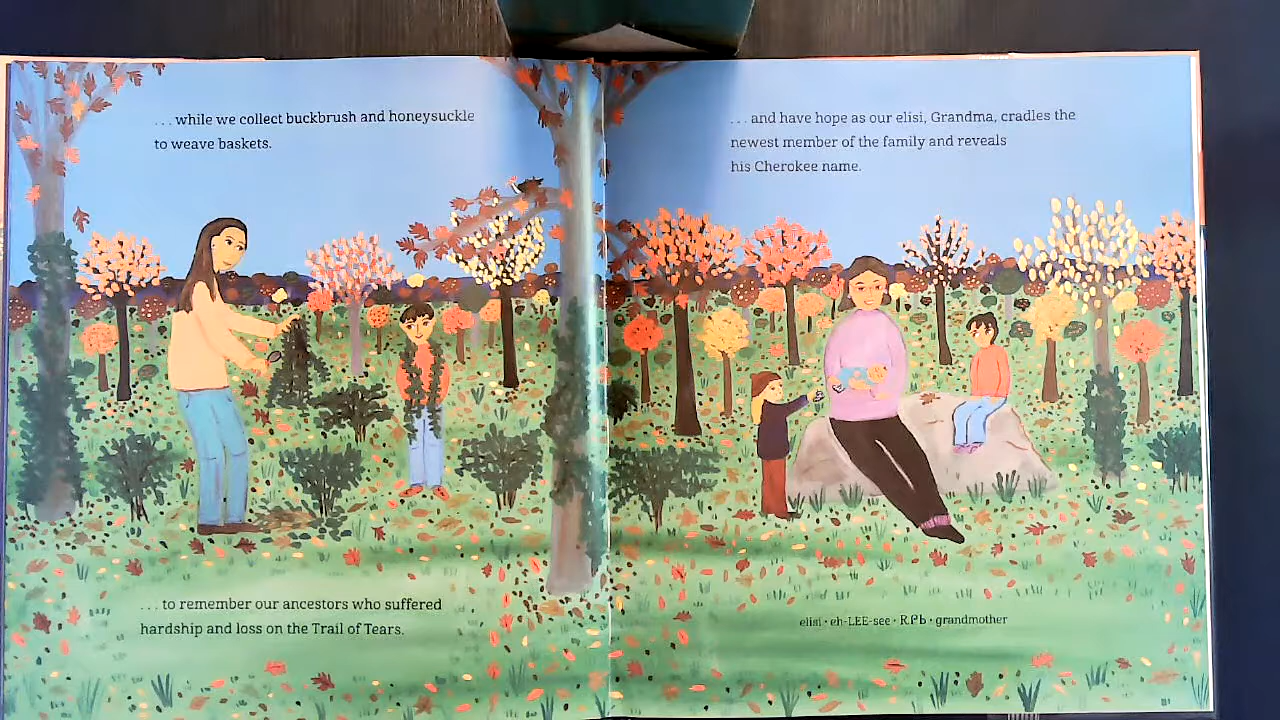 . . . while we collect buckbrush and honeysuckle
to weave baskets.
. . . to remember our ancestors who suffered
hardship and loss on the Trail of Tears.
. . . and have hope as our elisi, Grandma, cradles the
newest member of the family and reveals
his Cherokee name.
elisi • eh-LEE-see • ᎡᎵᏏ • grandmother